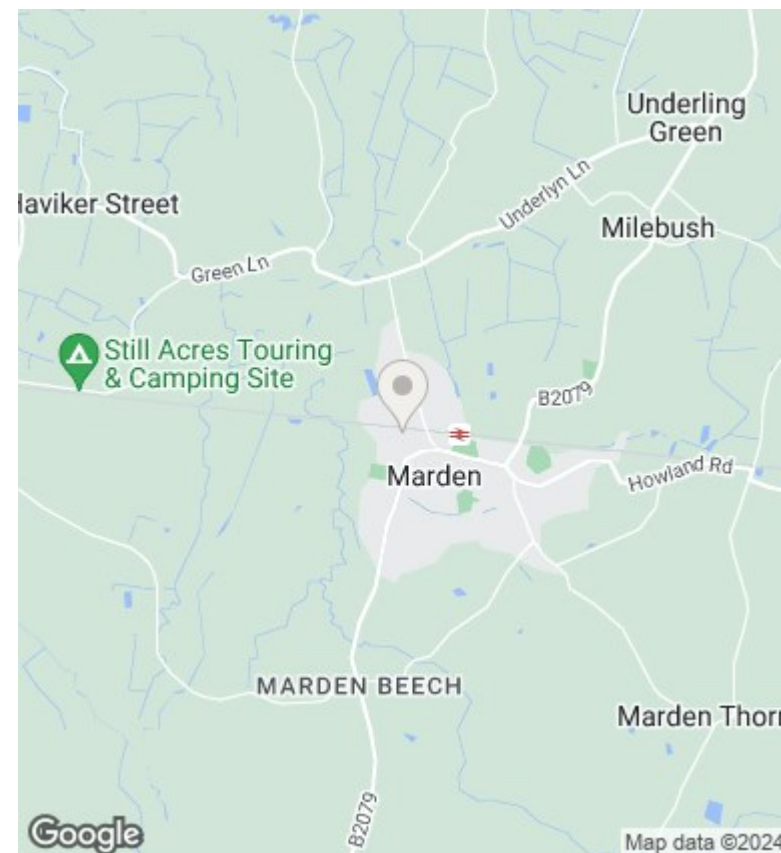 Underling
Green
Haviker Street
Underlyn Ln
Milebush
Green Ln
Still Acres Touring
& Camping Site
B2079
Marden
Howland Rd
MARDEN BEECH
Marden Thorn
B2079
Google
Map data ©2024